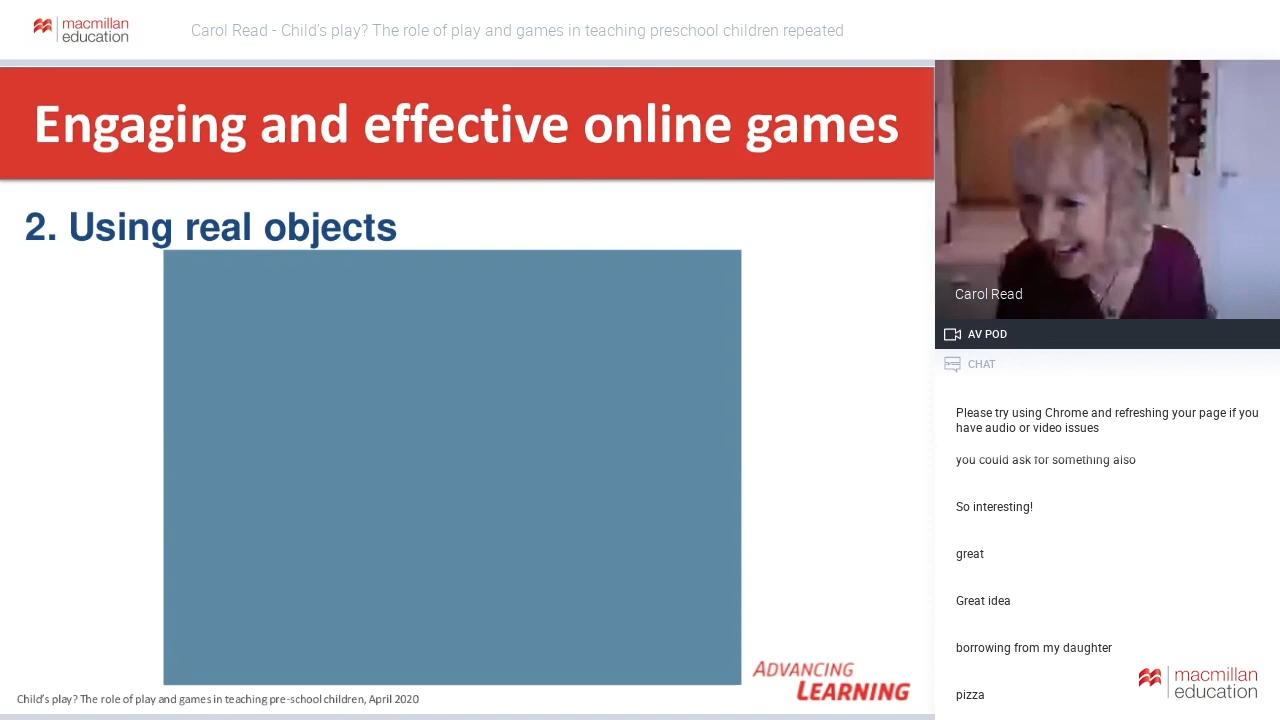 macmillan
education
Carol Read - Child's play? The role of play and games in teaching preschool children repeated
Engaging and effective online games
2. Using real objects
ADVANCING
LEARNING
Child's play? The role of play and games in teaching pre-school children, April 2020
Carol Read
AV POD
CHAT
Please try using Chrome and refreshing your page if you
have audio or video issues
you could ask for something also
So interesting!
great
Great idea
borrowing from my daughter
pizza
macmillan
education